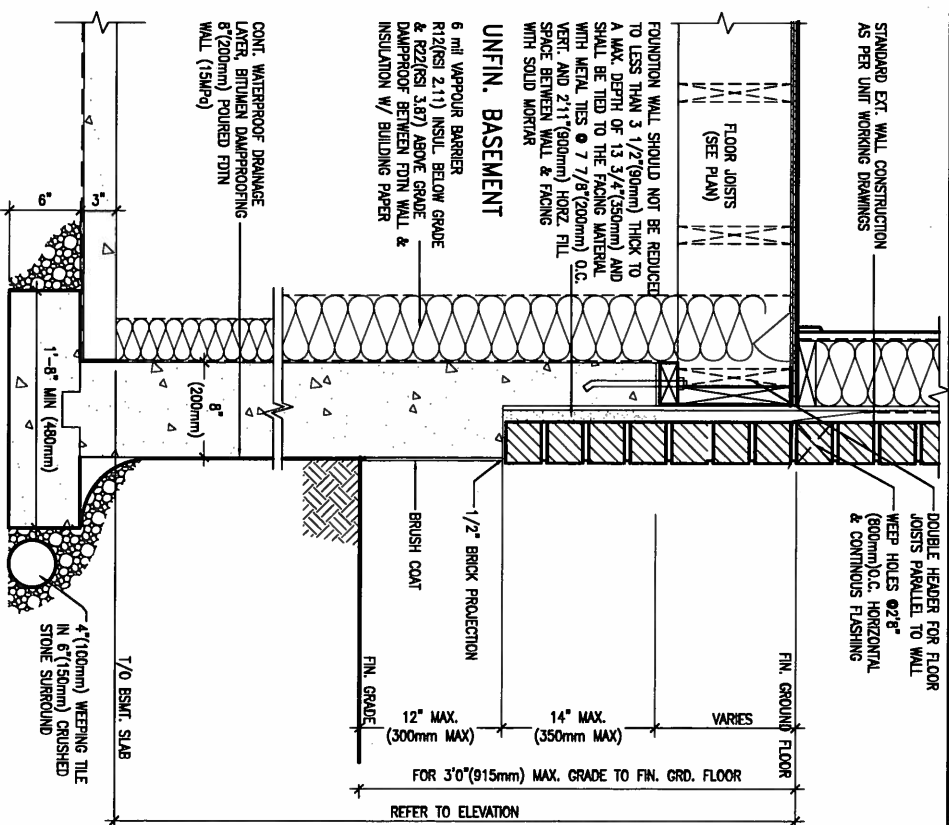 STANDARD EXT. WALL CONSTRUCTION
AS PER UNIT WORKING DRAWINGS
FLOOR JOISTS
(SEE PLAN)
FOUNDTION WALL SHOULD NOT BE REDUCED
TO LESS THAN 3 1/2"(90mm) THICK TO
A MAX. DEPTH OF 13 3/4"(350mm) AND
SHALL BE TIED TO THE FACING MATERIAL
WITH METAL TIES @ 7 7/8"(200mm) O.C.
VERT. AND 2'11"(900mm) HORZ. FILL
SPACE BETWEEN WALL & FACING
WITH SOLID MORTAR
UNFIN. BASEMENT
6 mil VAPPOUR BARRIER
R12(RSI 2.11) INSUL BELOW GRADE
& R22(RSI 3.87) ABOVE GRADE
DAMPPROOF BETWEEN FDTN WALL &
INSULATION W/ BUILDING PAPER
CONT. WATERPROOF DRAINAGE
LAYER, BITUMEN DAMPPROOFING
8"(200mm) POURED FDTN
WALL (15MPa)
6"
3"
1'-8" MIN (480mm)
8"
(200mm)
DOUBLE HEADER FOR FLOOR
JOISTS PARALLEL TO WALL
WEEP HOLES @2'8"
(800mm)O.C. HORIZONTAL
& CONTINOUS FLASHING
1/2" BRICK PROJECTION
BRUSH COAT
4"(100mm) WEEPING TILE
IN 6"(150mm) CRUSHED
STONE SURROUND
T/O BSMT. SLAB
FIN. GRADE
FIN. GROUND FLOOR
12" MAX.
(300mm MAX)
14" MAX.
(350mm MAX)
VARIES
FOR 3'0"(915mm) MAX. GRADE TO FIN. GRD. FLOOR
REFER TO ELEVATION